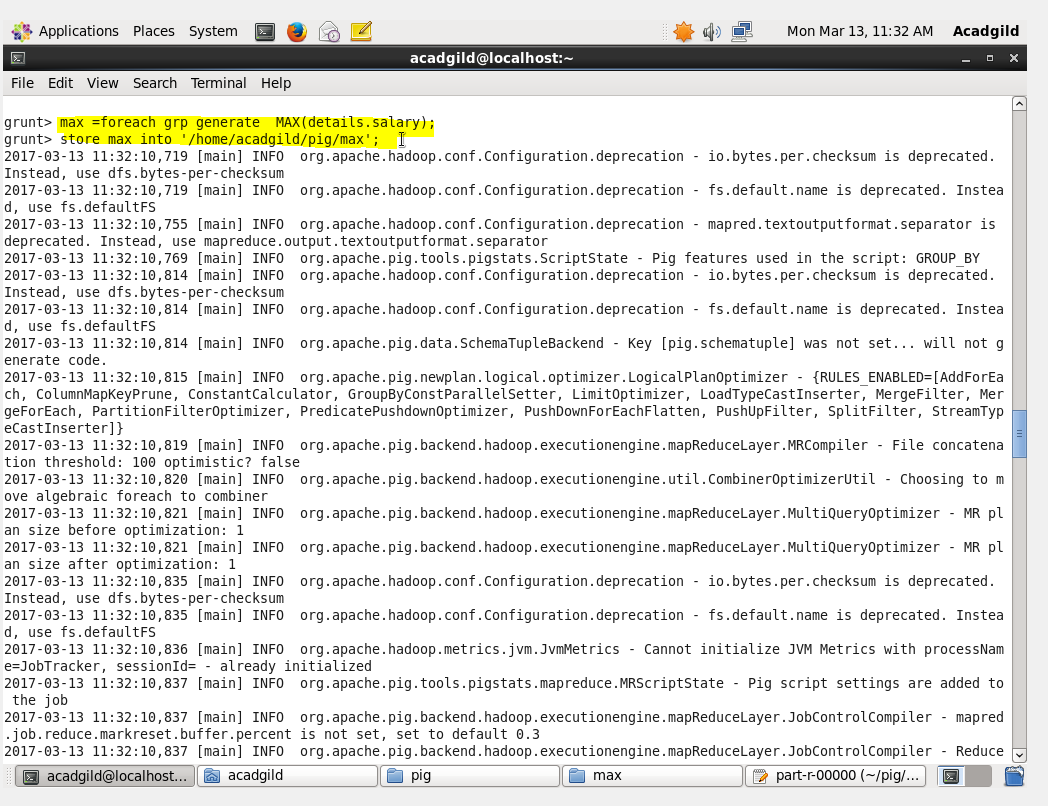 Applications Places System Mon Mar 13, 11:32 AM Acadgild
acadgild@localhost:~
File Edit View Search Terminal Help
grunt> max =foreach grp generate  MAX(details.salary);
grunt> store max into '/home/acadgild/pig/max';
2017-03-13 11:32:10,719 [main] INFO  org.apache.hadoop.conf.Configuration.deprecation - io.bytes.per.checksum is deprecated.
Instead, use dfs.bytes-per-checksum
2017-03-13 11:32:10,719 [main] INFO  org.apache.hadoop.conf.Configuration.deprecation - fs.default.name is deprecated. Instea
d, use fs.defaultFS
2017-03-13 11:32:10,755 [main] INFO  org.apache.hadoop.conf.Configuration.deprecation - mapred.textoutputformat.separator is
deprecated. Instead, use mapreduce.output.textoutputformat.separator
2017-03-13 11:32:10,769 [main] INFO  org.apache.pig.tools.pigstats.ScriptState - Pig features used in the script: GROUP_BY
2017-03-13 11:32:10,814 [main] INFO  org.apache.hadoop.conf.Configuration.deprecation - io.bytes.per.checksum is deprecated.
Instead, use dfs.bytes-per-checksum
2017-03-13 11:32:10,814 [main] INFO  org.apache.hadoop.conf.Configuration.deprecation - fs.default.name is deprecated. Instea
d, use fs.defaultFS
2017-03-13 11:32:10,814 [main] INFO  org.apache.pig.data.SchemaTupleBackend - Key [pig.schematuple] was not set... will not g
enerate code.
2017-03-13 11:32:10,815 [main] INFO  org.apache.pig.newplan.logical.optimizer.LogicalPlanOptimizer - {RULES_ENABLED=[AddForEa
ch, ColumnMapKeyPrune, ConstantCalculator, GroupByConstParallelSetter, LimitOptimizer, LoadTypeCastInserter, MergeFilter, Mer
geForEach, PartitionFilterOptimizer, PredicatePushdownOptimizer, PushDownForEachFlatten, PushUpFilter, SplitFilter, StreamTyp
eCastInserter]}
2017-03-13 11:32:10,819 [main] INFO  org.apache.pig.backend.hadoop.executionengine.mapReduceLayer.MRCompiler - File concatena
tion threshold: 100 optimistic? false
2017-03-13 11:32:10,820 [main] INFO  org.apache.pig.backend.hadoop.executionengine.util.CombinerOptimizerUtil - Choosing to m
ove algebraic foreach to combiner
2017-03-13 11:32:10,821 [main] INFO  org.apache.pig.backend.hadoop.executionengine.mapReduceLayer.MultiQueryOptimizer - MR pl
an size before optimization: 1
2017-03-13 11:32:10,821 [main] INFO  org.apache.pig.backend.hadoop.executionengine.mapReduceLayer.MultiQueryOptimizer - MR pl
an size after optimization: 1
2017-03-13 11:32:10,835 [main] INFO  org.apache.hadoop.conf.Configuration.deprecation - io.bytes.per.checksum is deprecated.
Instead, use dfs.bytes-per-checksum
2017-03-13 11:32:10,835 [main] INFO  org.apache.hadoop.conf.Configuration.deprecation - fs.default.name is deprecated. Instea
d, use fs.defaultFS
2017-03-13 11:32:10,836 [main] INFO  org.apache.hadoop.metrics.jvm.JvmMetrics - Cannot initialize JVM Metrics with processNam
e=JobTracker, sessionId= - already initialized
2017-03-13 11:32:10,837 [main] INFO  org.apache.pig.tools.pigstats.mapreduce.MRScriptState - Pig script settings are added to
 the job
2017-03-13 11:32:10,837 [main] INFO  org.apache.pig.backend.hadoop.executionengine.mapReduceLayer.JobControlCompiler - mapred
.job.reduce.markreset.buffer.percent is not set, set to default 0.3
2017-03-13 11:32:10,837 [main] INFO  org.apache.pig.backend.hadoop.executionengine.mapReduceLayer.JobControlCompiler - Reduce
acadgild@localhost... acadgild pig max part-r-00000 (~/pig/...